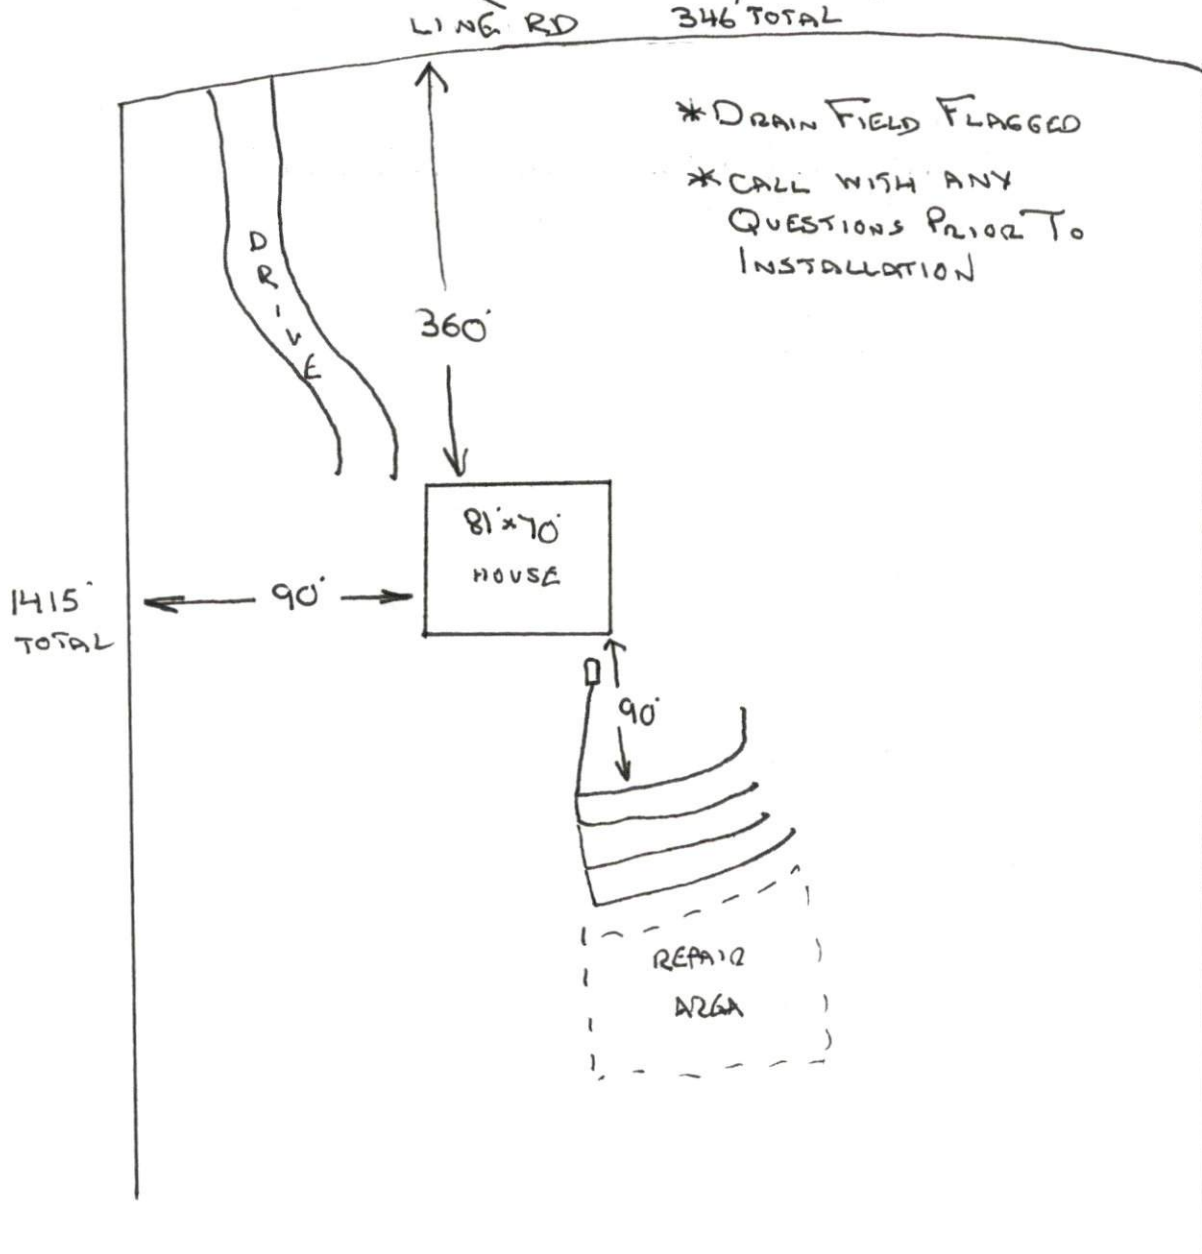 LINE RD 346' TOTAL
* DRAIN FIELD FLAGGED
* CALL WITH ANY
QUESTIONS PRIOR TO
INSTALLATION
DRIVE
360'
81'x70'
HOUSE
1415'
TOTAL
90'
90'
REPAIR
AREA